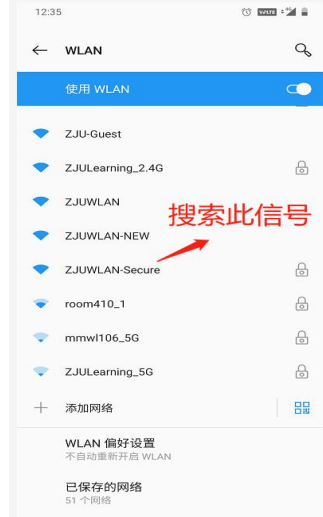 12:35
WLAN
使用 WLAN
ZJU-Guest
ZJULearning_2.4G
ZJUWLAN
搜索此信号
ZJUWLAN-NEW
ZJUWLAN-Secure
room410_1
mmwl106_5G
ZJULearning_5G
添加网络
WLAN 偏好设置
不自动重新开启 WLAN
已保存的网络
51 个网络